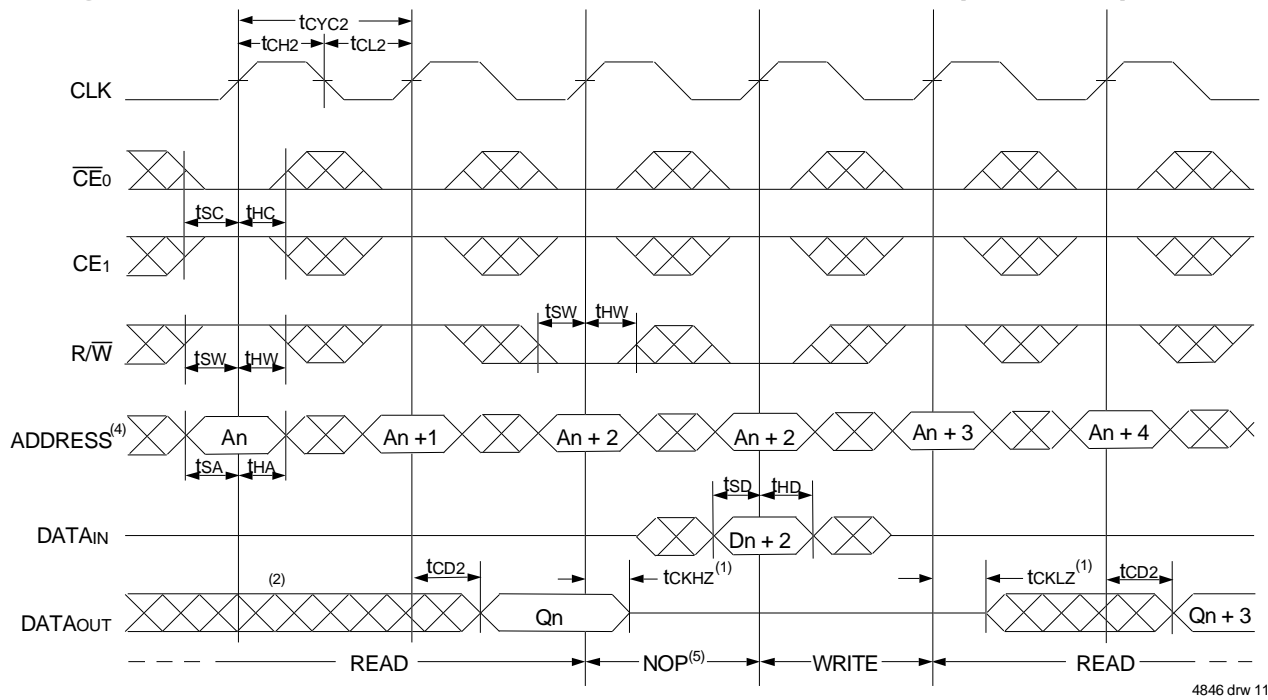 tCYC2
tCH2 tCL2
CLK
CE0
tSC tHC
CE1
tSW tHW
R/W
tSW tHW
ADDRESS(4) An An +1 An + 2 An + 2 An + 3 An + 4
tSA tHA
tSD tHD
DATAIN Dn + 2
tCD2 tCKHZ(1) tCKLZ(1) tCD2
(2)
DATAOUT Qn Qn + 3
READ NOP(5) WRITE READ
4846 drw 11